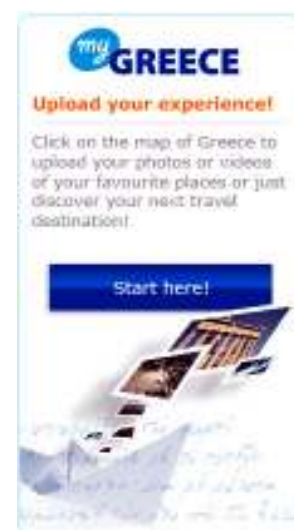 my
GREECE
Upload your experience!
Click on the map of Greece to
upload your photos or videos
of your favourite places or just
discover your next travel
destination!
Start here!